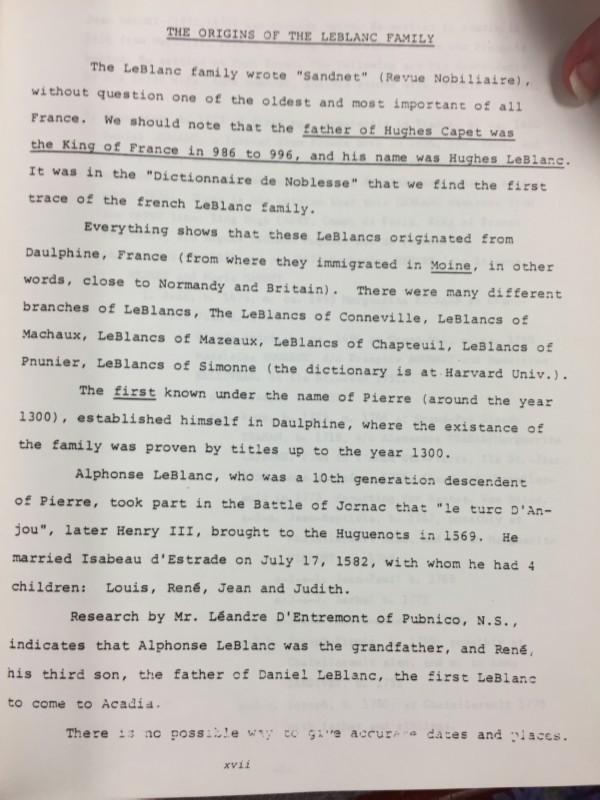 THE ORIGINS OF THE LEBLANC FAMILY
The LeBlanc family wrote "Sandnet" (Revue Nobiliaire),
without question one of the oldest and most important of all
France. We should note that the father of Hughes Capet was
the King of France in 986 to 996, and his name was Hughes LeBlanc.
It was in the "Dictionnaire de Noblesse" that we find the first
trace of the french LeBlanc family.
Everything shows that these LeBlancs originated from
Daulphine, France (from where they immigrated in Moine, in other
words, close to Normandy and Britain). There were many different
branches of LeBlancs, The LeBlancs of Conneville, LeBlancs of
Machaux, LeBlancs of Mazeaux, LeBlancs of Chapteuil, LeBlancs of
Pnunier, LeBlancs of Simonne (the dictionary is at Harvard Univ.).
The first known under the name of Pierre (around the year
1300), established himself in Daulphine, where the existance of
the family was proven by titles up to the year 1300.
Alphonse LeBlanc, who was a 10th generation descendent
of Pierre, took part in the Battle of Jornac that "le turc D'An-
jou", later Henry III, brought to the Huguenots in 1569. He
married Isabeau d'Estrade on July 17, 1582, with whom he had 4
children: Louis, René, Jean and Judith.
Research by Mr. Léandre D'Entremont of Pubnico, N.S.,
indicates that Alphonse LeBlanc was the grandfather, and René,
his third son, the father of Daniel LeBlanc, the first LeBlanc
to come to Acadia.
There is no possible way to give accurate dates and places.
xvii